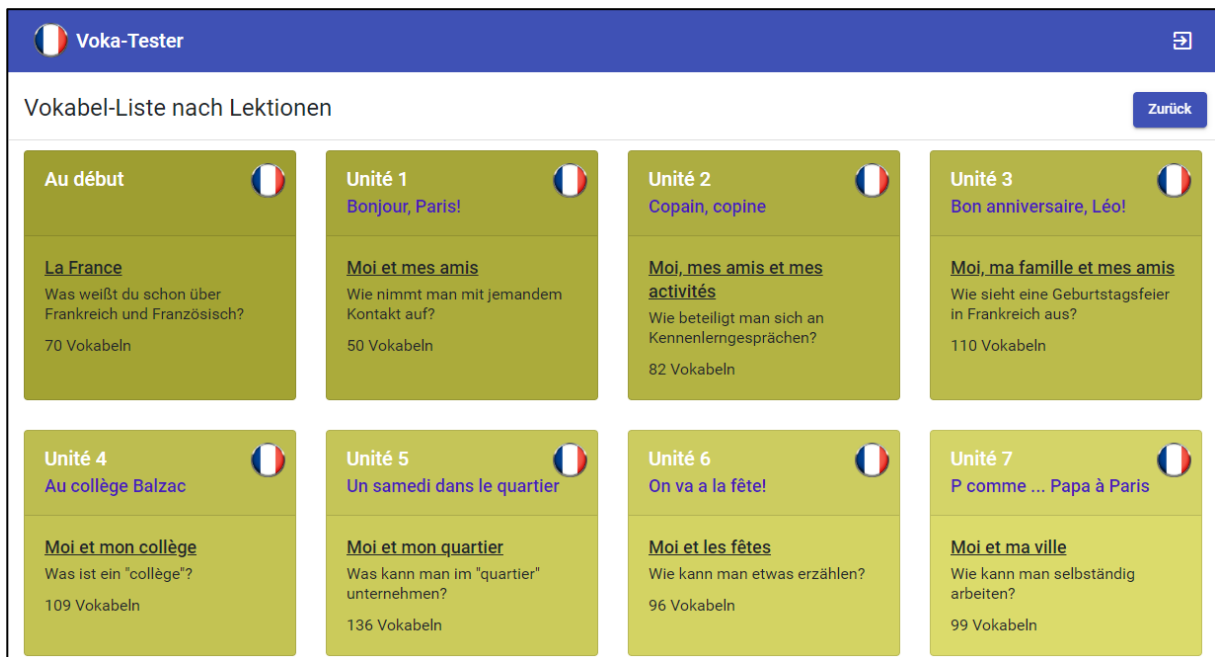 Voka-Tester
Vokabel-Liste nach Lektionen
Zurück
Au début
La France
Was weißt du schon über
Frankreich und Französisch?
70 Vokabeln
Unité 1
Bonjour, Paris!
Moi et mes amis
Wie nimmt man mit jemandem
Kontakt auf?
50 Vokabeln
Unité 2
Copain, copine
Moi, mes amis et mes
activités
Wie beteiligt man sich an
Kennenlerngesprächen?
82 Vokabeln
Unité 3
Bon anniversaire, Léo!
Moi, ma famille et mes amis
Wie sieht eine Geburtstagsfeier
in Frankreich aus?
110 Vokabeln
Unité 4
Au collège Balzac
Moi et mon collège
Was ist ein "collège"?
109 Vokabeln
Unité 5
Un samedi dans le quartier
Moi et mon quartier
Was kann man im "quartier"
unternehmen?
136 Vokabeln
Unité 6
On va a la fête!
Moi et les fêtes
Wie kann man etwas erzählen?
96 Vokabeln
Unité 7
P comme ... Papa à Paris
Moi et ma ville
Wie kann man selbständig
arbeiten?
99 Vokabeln